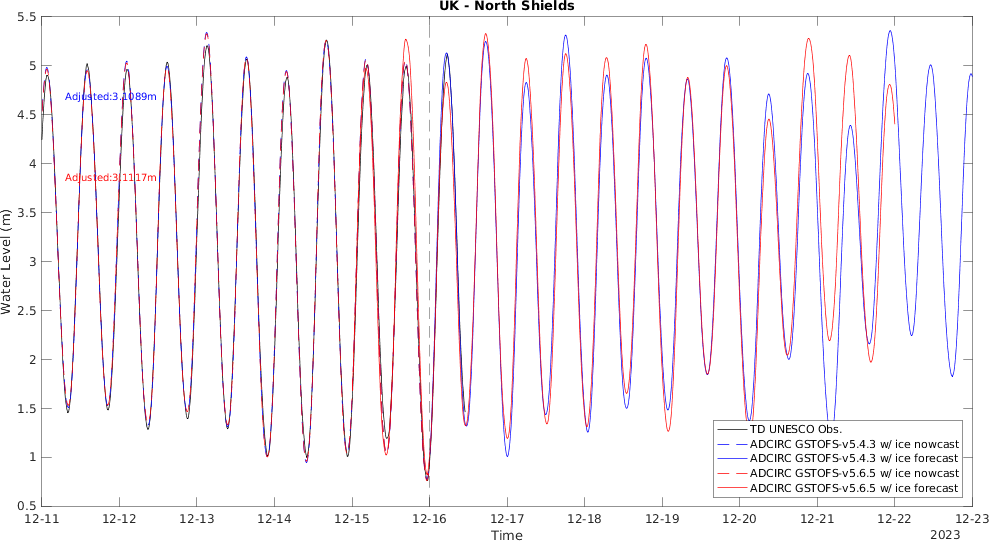 UK - North Shields
5.5
5
4.5
4
3.5
3
2.5
2
1.5
1
0.5
Water Level (m)
Adjusted:3.1089m
Adjusted:3.1117m
TD UNESCO Obs.
ADCIRC GSTOFS-v5.4.3 w/ ice nowcast
ADCIRC GSTOFS-v5.4.3 w/ ice forecast
ADCIRC GSTOFS-v5.6.5 w/ ice nowcast
ADCIRC GSTOFS-v5.6.5 w/ ice forecast
12-11 12-12 12-13 12-14 12-15 12-16 12-17 12-18 12-19 12-20 12-21 12-22 12-23
Time
2023